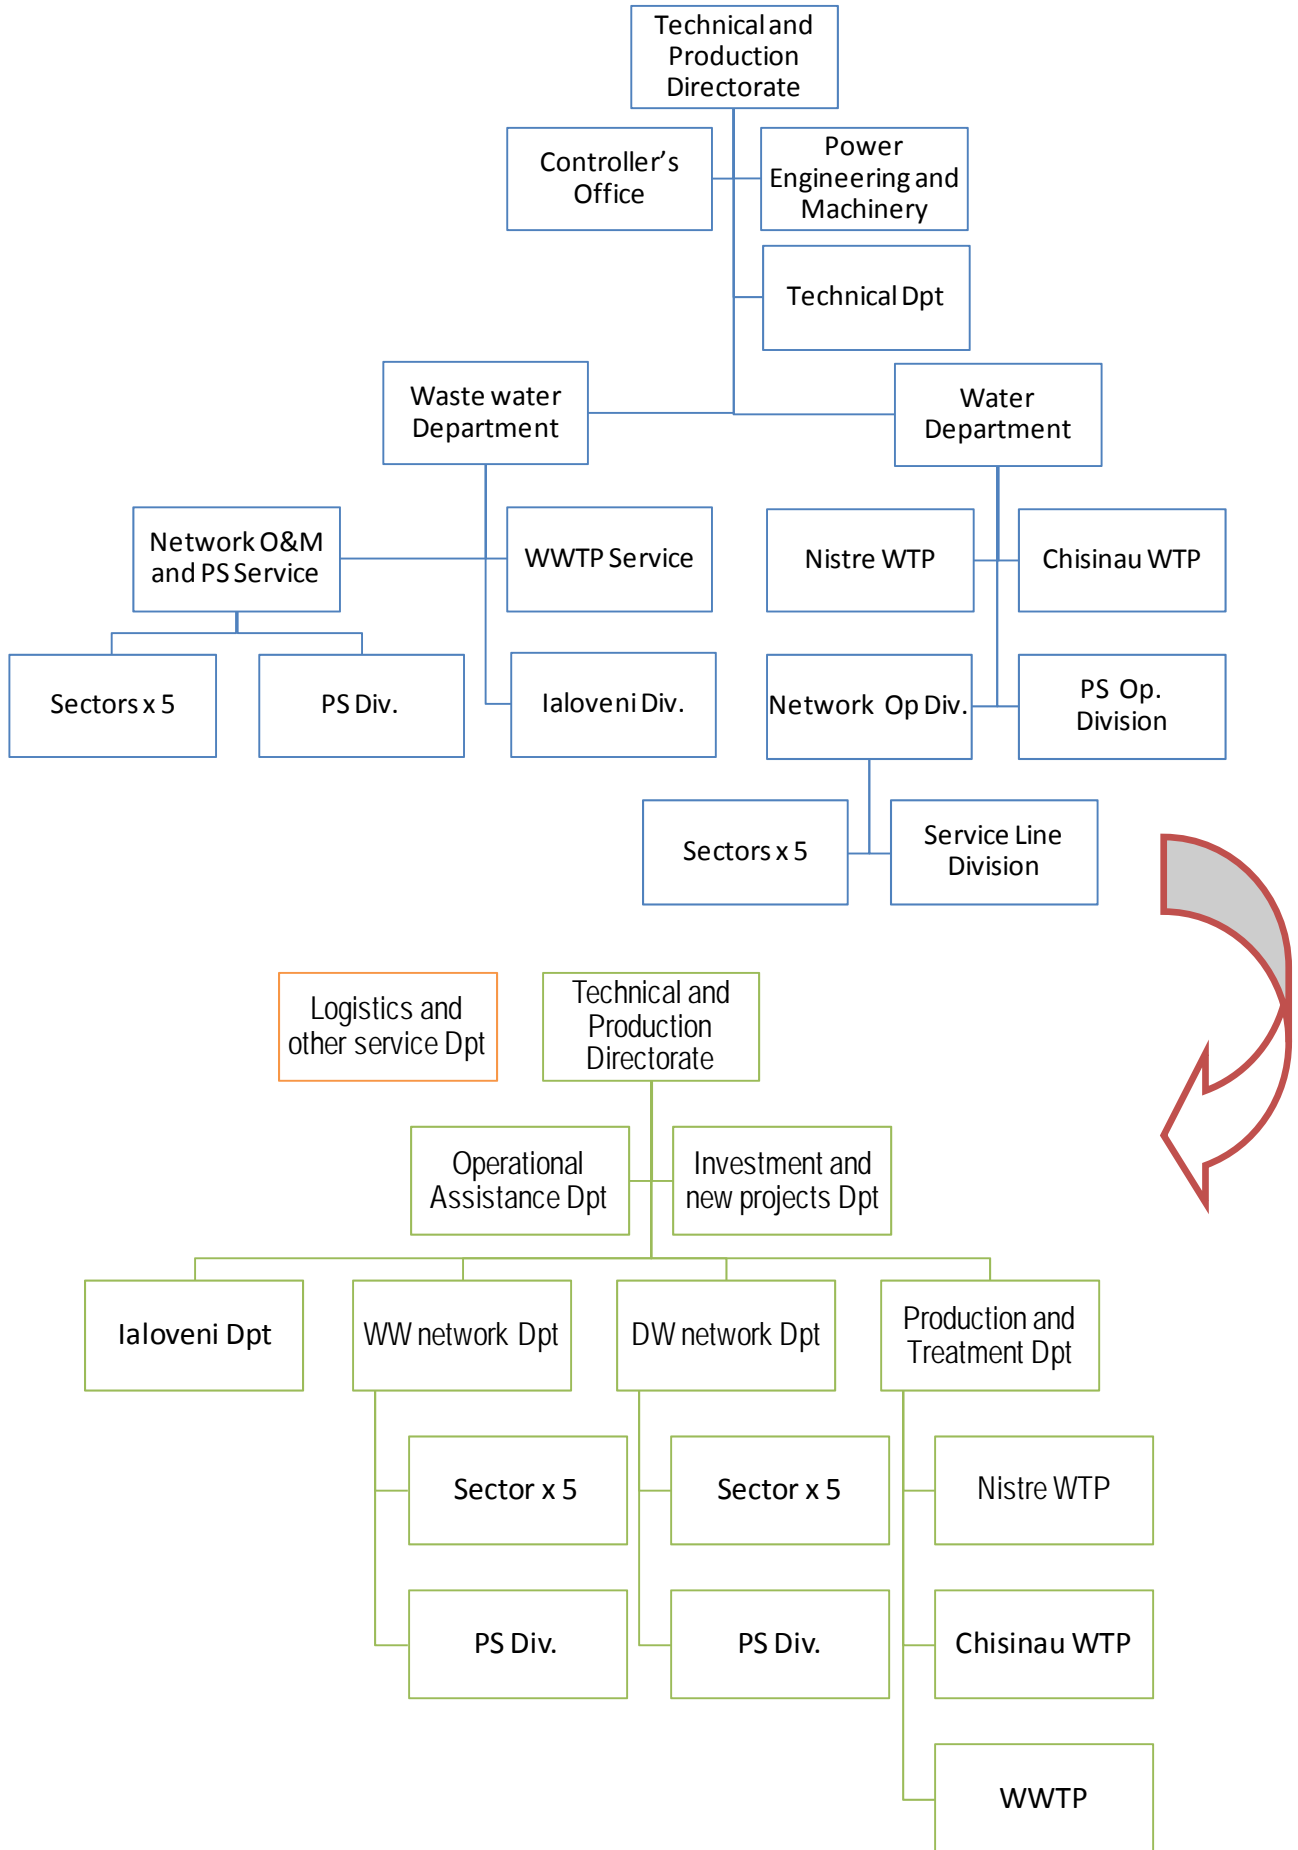 Technical and
Production
Directorate
Controller's
Office
Power
Engineering and
Machinery
Technical Dpt
Waste water
Department
Water
Department
Network O&M
and PS Service
WWTP Service
Nistre WTP
Chisinau WTP
Sectors x 5
PS Div.
Ialoveni Div.
Network Op Div.
PS Op.
Division
Sectors x 5
Service Line
Division
Logistics and
other service Dpt
Technical and
Production
Directorate
Operational
Assistance Dpt
Investment and
new projects Dpt
Ialoveni Dpt
WW network Dpt
DW network Dpt
Production and
Treatment Dpt
Sector x 5
Sector x 5
Nistre WTP
PS Div.
PS Div.
Chisinau WTP
WWTP